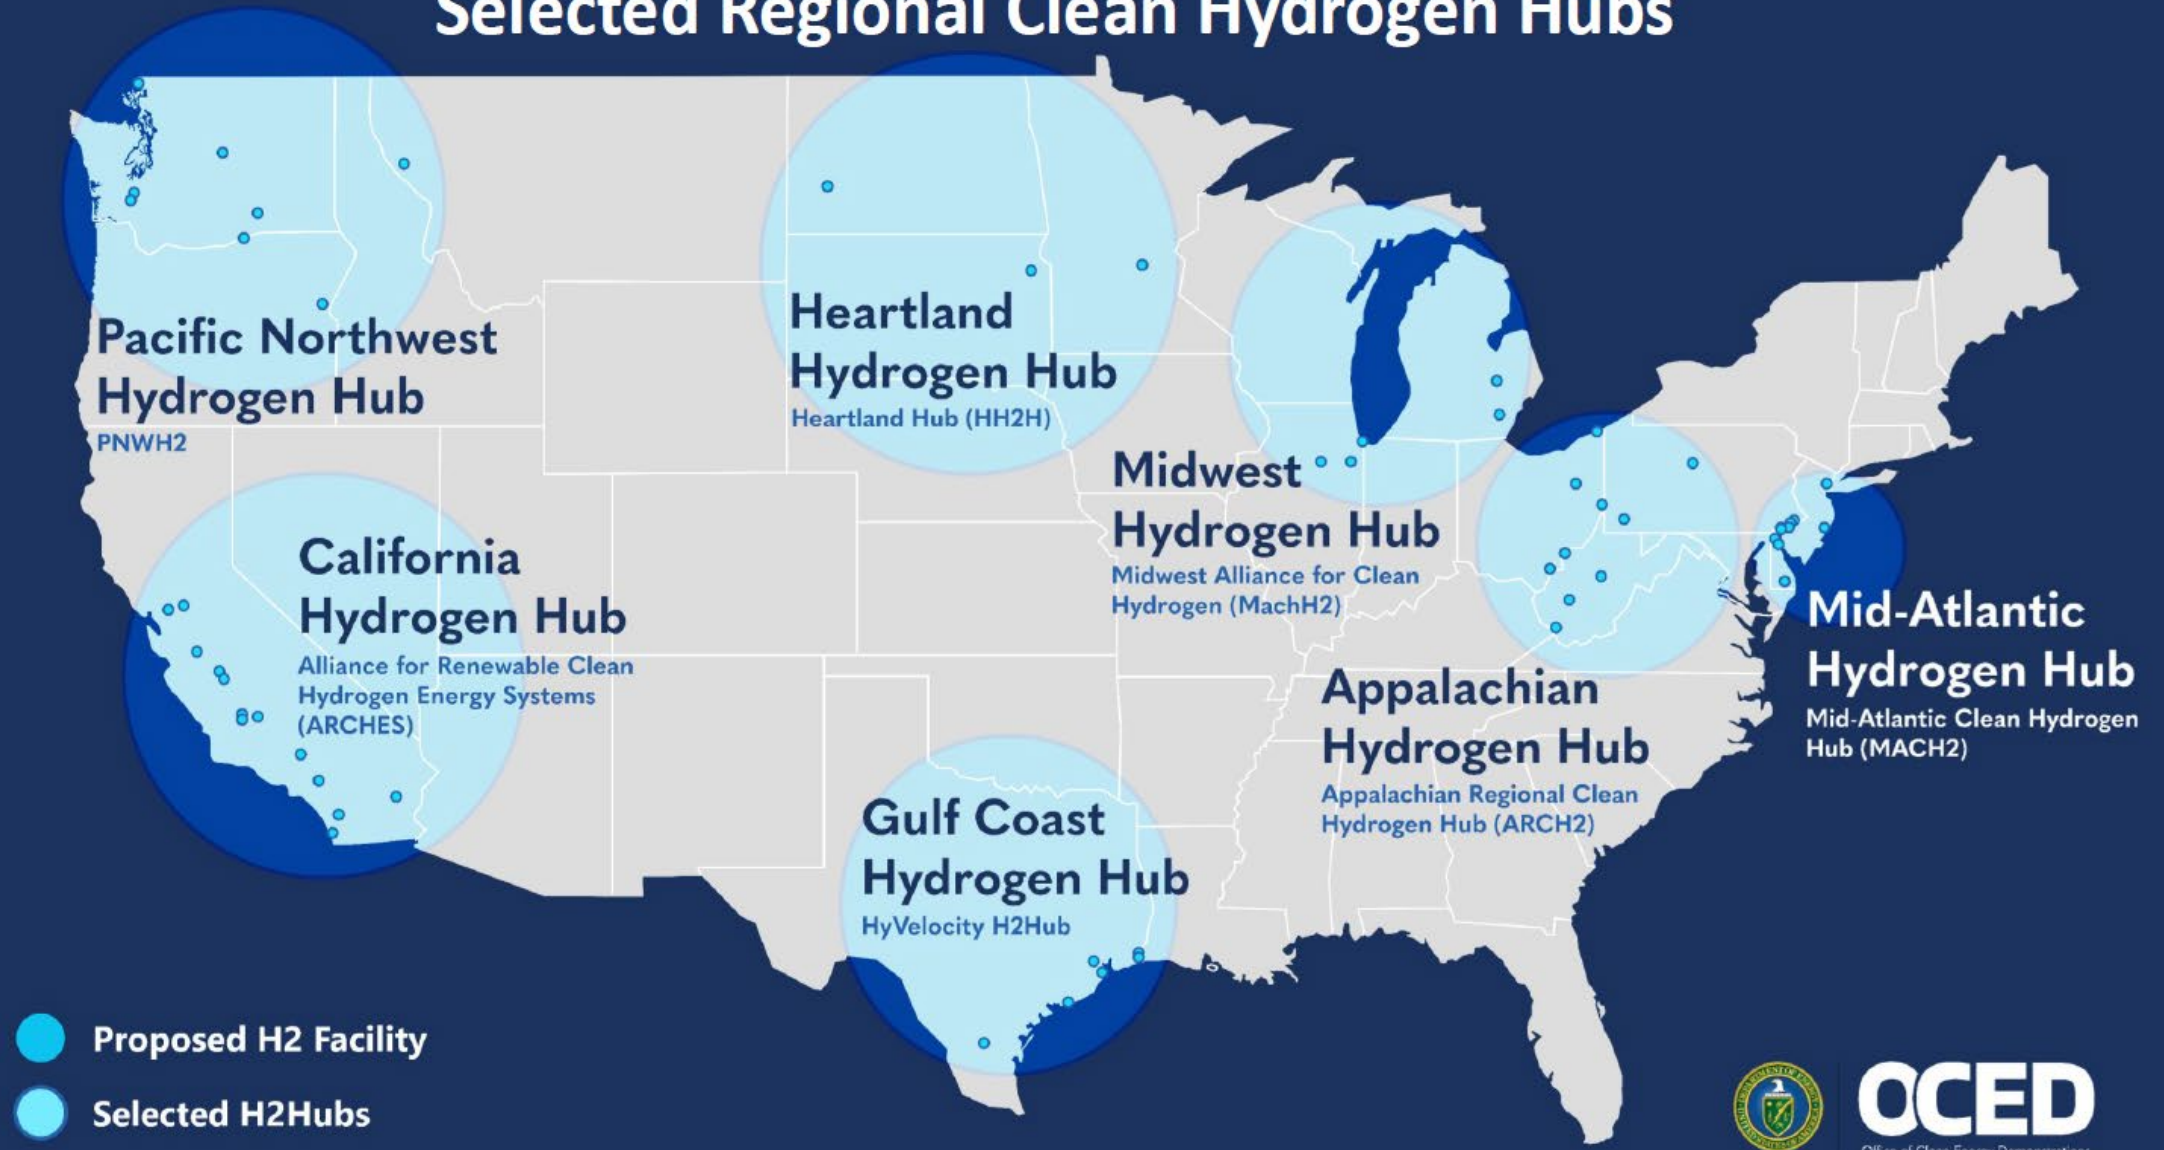 Selected Regional Clean Hydrogen Hubs
Pacific Northwest
Hydrogen Hub
PNWH2
Heartland
Hydrogen Hub
Heartland Hub (HH2H)
Midwest
Hydrogen Hub
Midwest Alliance for Clean
Hydrogen (MachH2)
California
Hydrogen Hub
Alliance for Renewable Clean
Hydrogen Energy Systems
(ARCHES)
Mid-Atlantic
Hydrogen Hub
Mid-Atlantic Clean Hydrogen
Hub (MACH2)
Appalachian
Hydrogen Hub
Appalachian Regional Clean
Hydrogen Hub (ARCH2)
Gulf Coast
Hydrogen Hub
HyVelocity H2Hub
Proposed H2 Facility
Selected H2Hubs
OCED